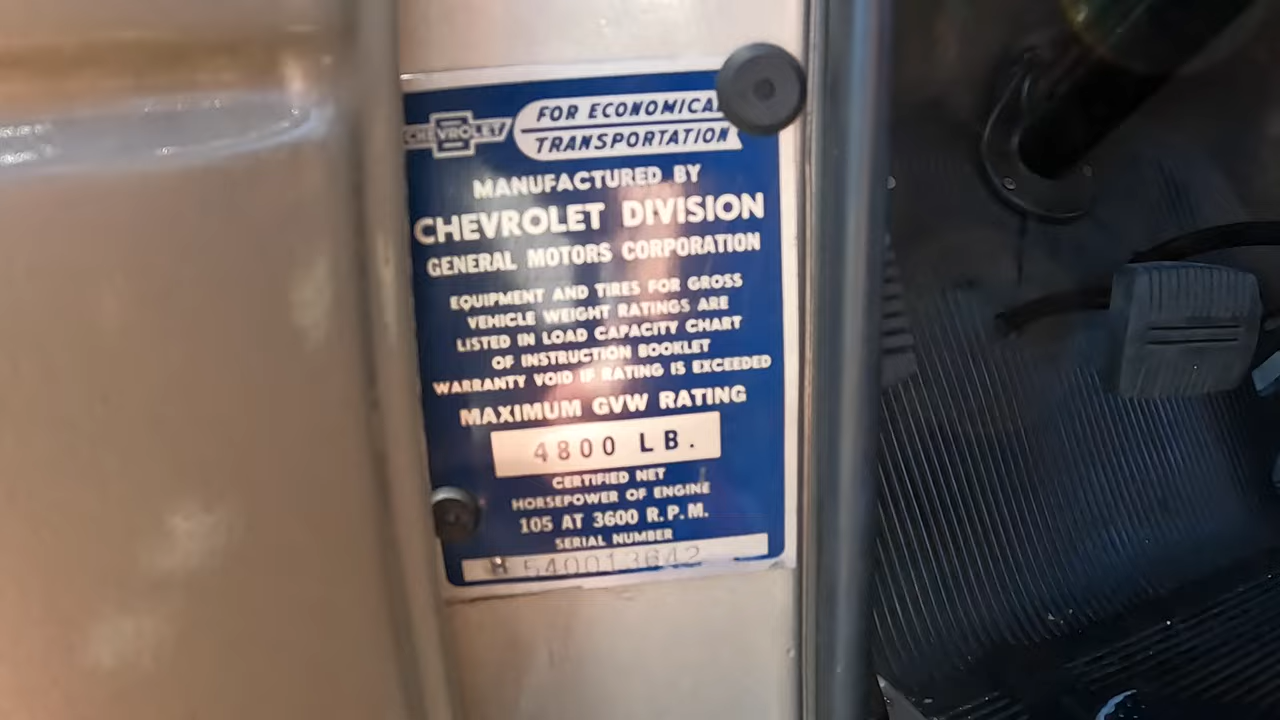 CHEVROLET
FOR ECONOMICAL
TRANSPORTATION
MANUFACTURED BY
CHEVROLET DIVISION
GENERAL MOTORS CORPORATION
EQUIPMENT AND TIRES FOR GROSS
VEHICLE WEIGHT RATINGS ARE
LISTED IN LOAD CAPACITY CHART
OF INSTRUCTION BOOKLET
WARRANTY VOID IF RATING IS EXCEEDED
MAXIMUM GVW RATING
4800 LB.
CERTIFIED NET
HORSEPOWER OF ENGINE
105 AT 3600 R.P.M.
SERIAL NUMBER
H 540013642